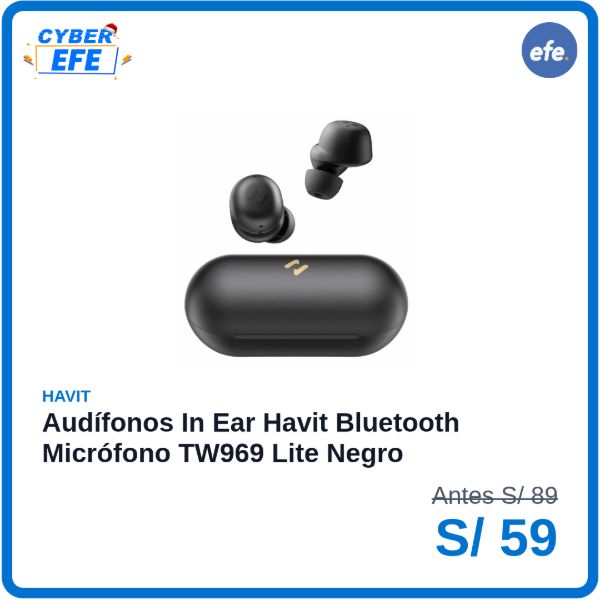 CYBER
EFE
efe.
HAVIT
Audífonos In Ear Havit Bluetooth
Micrófono TW969 Lite Negro
Antes S/ 89
S/ 59